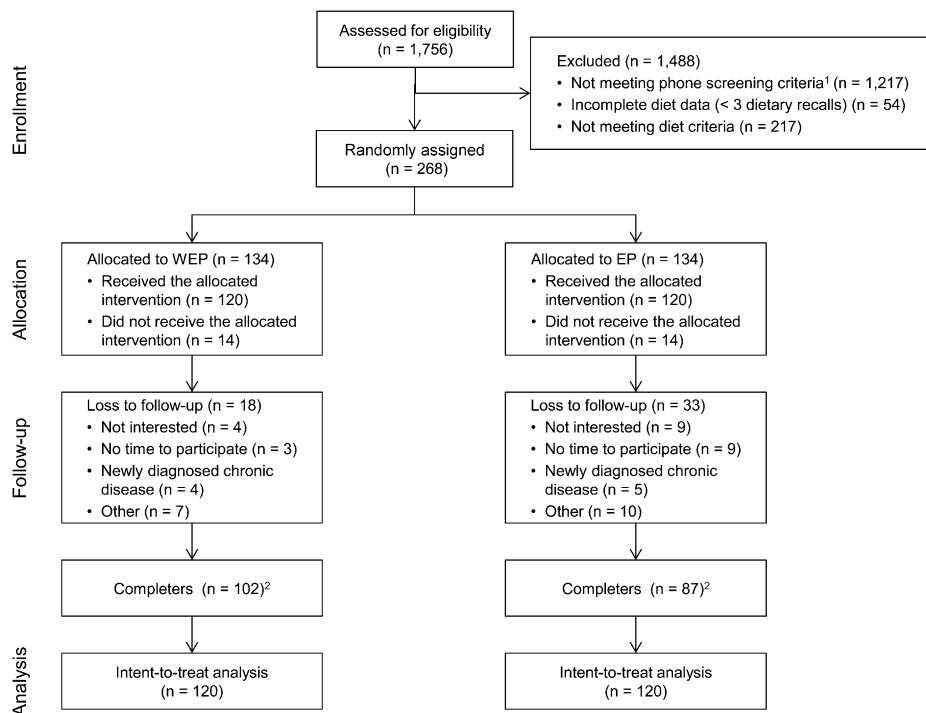 Enrollment
Assessed for eligibility
(n = 1,756)
Excluded (n = 1,488)
• Not meeting phone screening criteria¹ (n = 1,217)
• Incomplete diet data (< 3 dietary recalls) (n = 54)
• Not meeting diet criteria (n = 217)
Randomly assigned
(n = 268)
Allocation
Allocated to WEP (n = 134)
• Received the allocated
intervention (n = 120)
• Did not receive the allocated
intervention (n = 14)
Allocated to EP (n = 134)
• Received the allocated
intervention (n = 120)
• Did not receive the allocated
intervention (n = 14)
Follow-up
Loss to follow-up (n = 18)
• Not interested (n = 4)
• No time to participate (n = 3)
• Newly diagnosed chronic
disease (n = 4)
• Other (n = 7)
Loss to follow-up (n = 33)
• Not interested (n = 9)
• No time to participate (n = 9)
• Newly diagnosed chronic
disease (n = 5)
• Other (n = 10)
Completers (n = 102)²
Completers (n = 87)²
Analysis
Intent-to-treat analysis
(n = 120)
Intent-to-treat analysis
(n = 120)